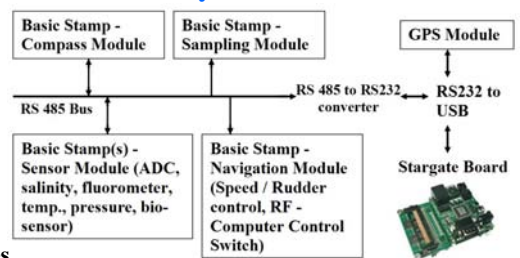 Basic Stamp -
Compass Module
Basic Stamp -
Sampling Module
GPS Module
RS 485 Bus
RS 485 to RS232
converter
RS232 to
USB
Basic Stamp(s) -
Sensor Module (ADC,
salinity, fluorometer,
temp., pressure, bio-
sensor)
Basic Stamp -
Navigation Module
(Speed / Rudder
control, RF -
Computer Control
Switch)
Stargate Board
s